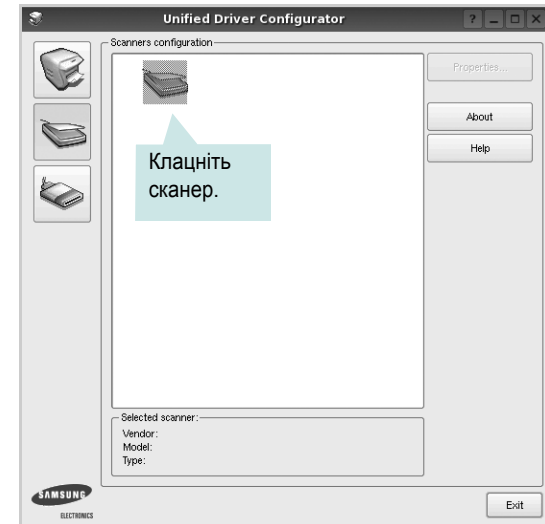 Unified Driver Configurator
Scanners configuration
Properties...
About
Help
Клацніть
сканер.
Selected scanner:
Vendor:
Model:
Type:
SAMSUNG
ELECTRONICS
Exit